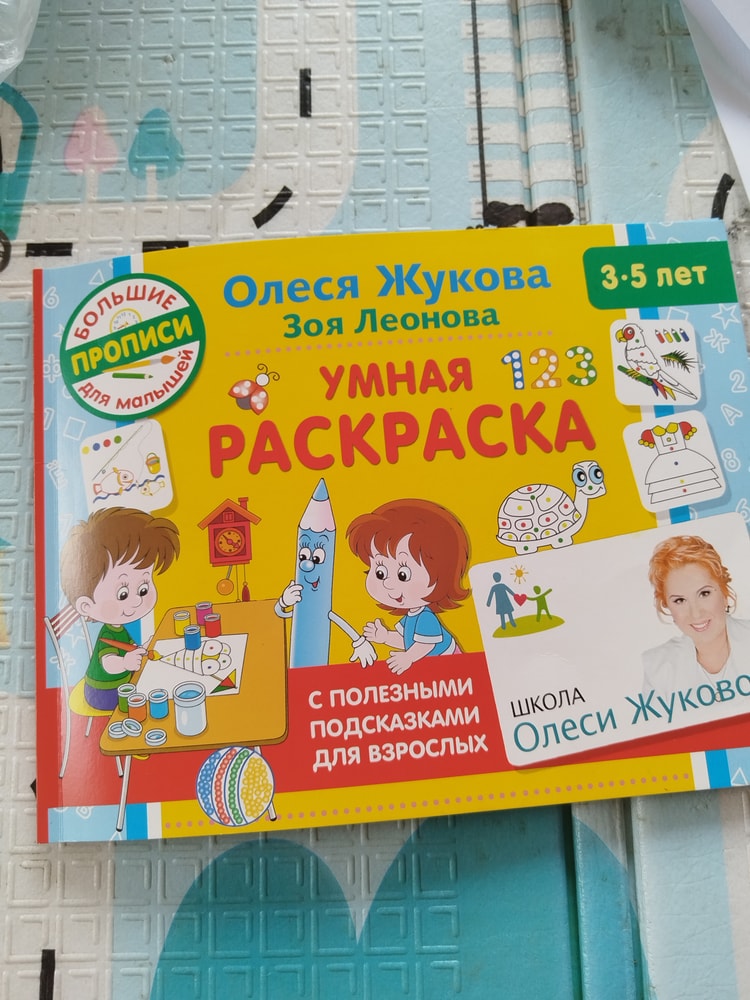 БОЛЬШИЕ
ПРОПИСИ
для малышей
Олеся Жукова
Зоя Леонова
3-5 лет
УМНАЯ 123
РАСКРАСКА
С ПОЛЕЗНЫМИ
ПОДСКАЗКАМИ
ДЛЯ ВЗРОСЛЫХ
ШКОЛА
Олеси Жуково